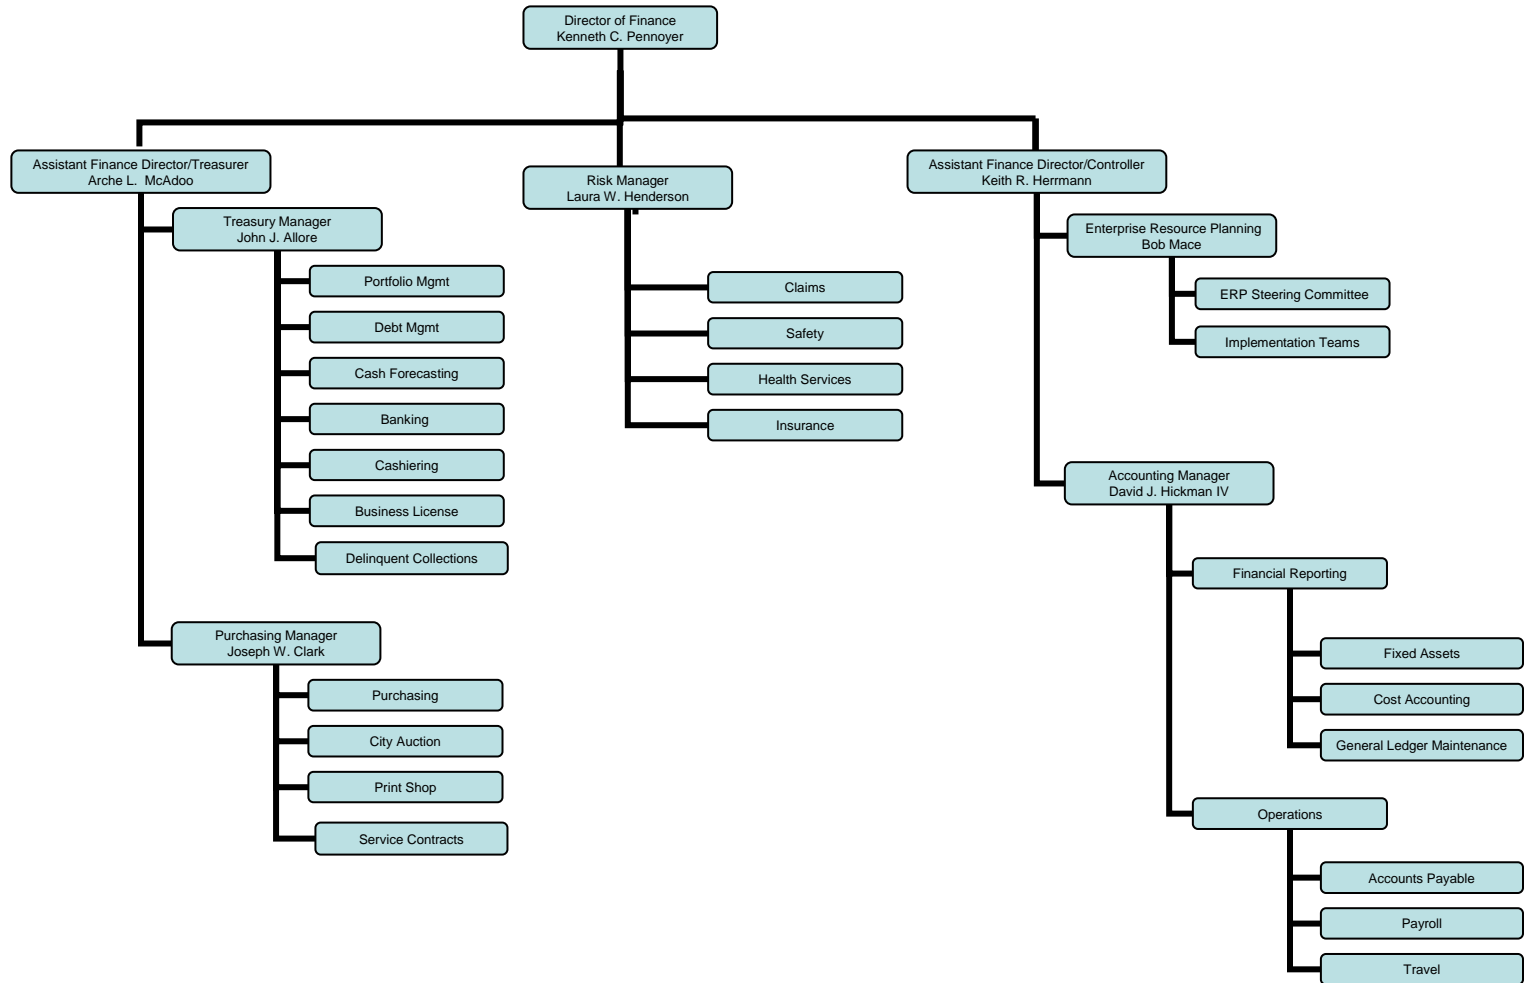 Director of Finance
Kenneth C. Pennoyer
Assistant Finance Director/Treasurer
Arche L. McAdoo
Treasury Manager
John J. Allore
Portfolio Mgmt
Debt Mgmt
Cash Forecasting
Banking
Cashiering
Business License
Delinquent Collections
Purchasing Manager
Joseph W. Clark
Purchasing
City Auction
Print Shop
Service Contracts
Risk Manager
Laura W. Henderson
Claims
Safety
Health Services
Insurance
Assistant Finance Director/Controller
Keith R. Herrmann
Enterprise Resource Planning
Bob Mace
ERP Steering Committee
Implementation Teams
Accounting Manager
David J. Hickman IV
Financial Reporting
Fixed Assets
Cost Accounting
General Ledger Maintenance
Operations
Accounts Payable
Payroll
Travel